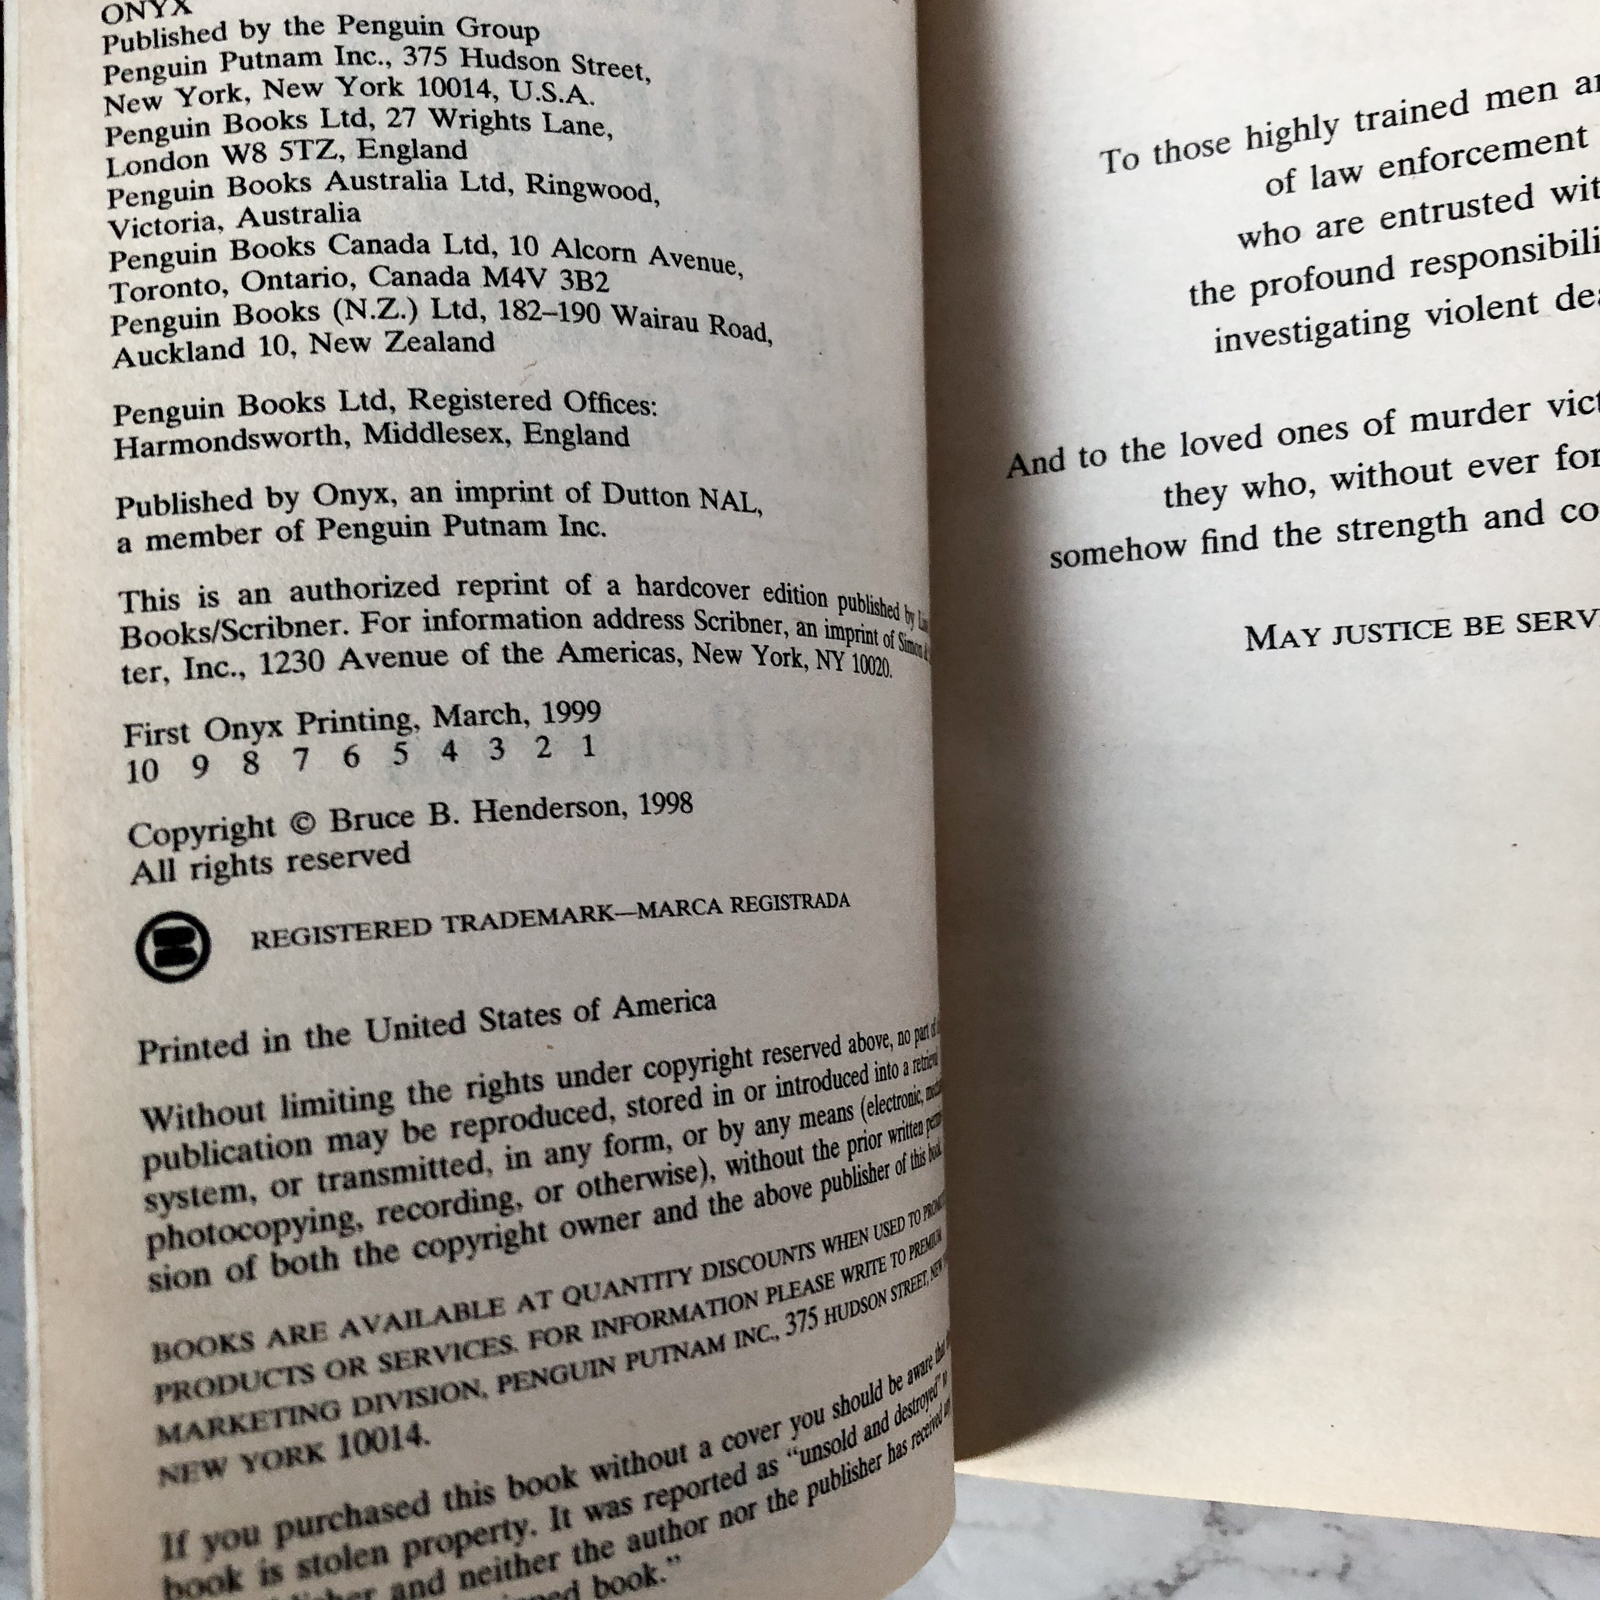 ONYX
Published by the Penguin Group
Penguin Putnam Inc., 375 Hudson Street,
New York, New York 10014, U.S.A.
Penguin Books Ltd, 27 Wrights Lane,
London W8 5TZ, England
Penguin Books Australia Ltd, Ringwood,
Victoria, Australia
Penguin Books Canada Ltd, 10 Alcorn Avenue,
Toronto, Ontario, Canada M4V 3B2
Penguin Books (N.Z.) Ltd, 182–190 Wairau Road,
Auckland 10, New Zealand
Penguin Books Ltd, Registered Offices:
Harmondsworth, Middlesex, England
Published by Onyx, an imprint of Dutton NAL,
a member of Penguin Putnam Inc.
This is an authorized reprint of a hardcover edition published by
Books/Scribner. For information address Scribner, an imprint of Simon
ter, Inc., 1230 Avenue of the Americas, New York, NY 10020.
First Onyx Printing, March, 1999
10 9 8 7 6 5 4 3 2 1
Copyright © Bruce B. Henderson, 1998
All rights reserved
REGISTERED TRADEMARK—MARCA REGISTRADA
Printed in the United States of America
Without limiting the rights under copyright reserved above, no part of
publication may be reproduced, stored in or introduced into a retrieval
system, or transmitted, in any form, or by any means (electronic,
photocopying, recording, or otherwise), without the prior written
sion of both the copyright owner and the above publisher of this book
BOOKS ARE AVAILABLE AT QUANTITY DISCOUNTS WHEN USED TO
PRODUCTS OR SERVICES. FOR INFORMATION PLEASE WRITE TO PREMIUM
MARKETING DIVISION, PENGUIN PUTNAM INC., 375 HUDSON STREET, NEW
NEW YORK 10014.
If you purchased this book without a cover you should be aware that
book is stolen property. It was reported as “unsold and destroyed” to
and neither the author nor the publisher has received
book.”
To those highly trained men
of law enforcement
who are entrusted
the profound
investigating violent
And to the loved ones of murder
they who, without ever
somehow find the strength and
MAY JUSTICE BE